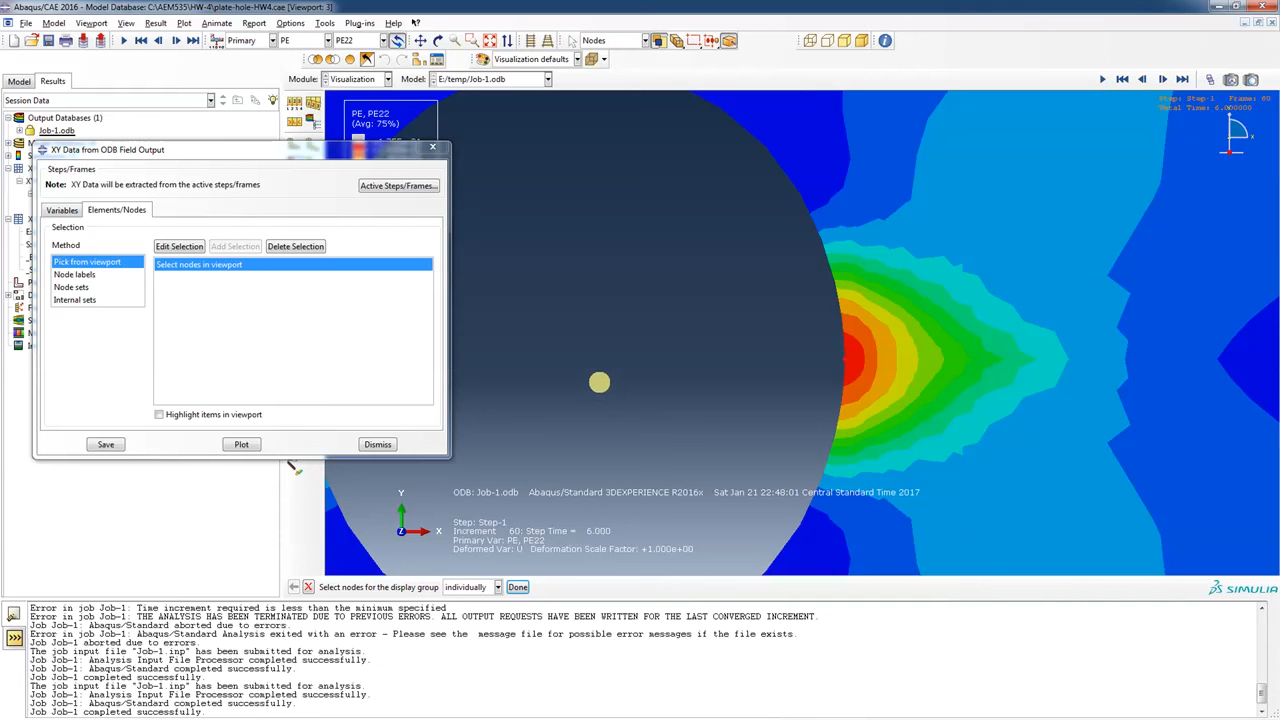 Abaqus/CAE 2016 - Model Database: C:\AEM535\HW-4\plate-hole-HW4.cae [Viewport: 3]
File Model Viewport View Result Plot Animate Report Options Tools Plug-ins Help
Primary PE PE22 Nodes
Visualization defaults
Module: Visualization Model: E:/temp/Job-1.odb
Model Results
Session Data
Output Databases (1)
Job-1.odb
PE, PE22
(Avg: 75%)
Step: Step-1 Frame: 60
Total Time: 6.000000
XY Data from ODB Field Output
Steps/Frames
Note: XY Data will be extracted from the active steps/frames
Active Steps/Frames...
Variables Elements/Nodes
Selection
Method
Edit Selection Add Selection Delete Selection
Pick from viewport
Node labels
Node sets
Internal sets
Select nodes in viewport
Highlight items in viewport
Save Plot Dismiss
Y
X
Z
ODB: Job-1.odb Abaqus/Standard 3DEXPERIENCE R2016x Sat Jan 21 22:48:01 Central Standard Time 2017
Step: Step-1
Increment 60: Step Time = 6.000
Primary Var: PE, PE22
Deformed Var: U Deformation Scale Factor: +1.000e+00
Select nodes for the display group individually Done
SIMULIA
Error in job Job-1: Time increment required is less than the minimum specified
Error in job Job-1: THE ANALYSIS HAS BEEN TERMINATED DUE TO PREVIOUS ERRORS. ALL OUTPUT REQUESTS HAVE BEEN WRITTEN FOR THE LAST CONVERGED INCREMENT.
Job Job-1: Abaqus/Standard aborted due to errors.
Error in job Job-1: Abaqus/Standard Analysis exited with an error - Please see the message file for possible error messages if the file exists.
Job Job-1 aborted due to errors.
The job input file "Job-1.inp" has been submitted for analysis.
Job Job-1: Analysis Input File Processor completed successfully.
Job Job-1: Abaqus/Standard completed successfully.
Job Job-1 completed successfully.
The job input file "Job-1.inp" has been submitted for analysis.
Job Job-1: Analysis Input File Processor completed successfully.
Job Job-1: Abaqus/Standard completed successfully.
Job Job-1 completed successfully.